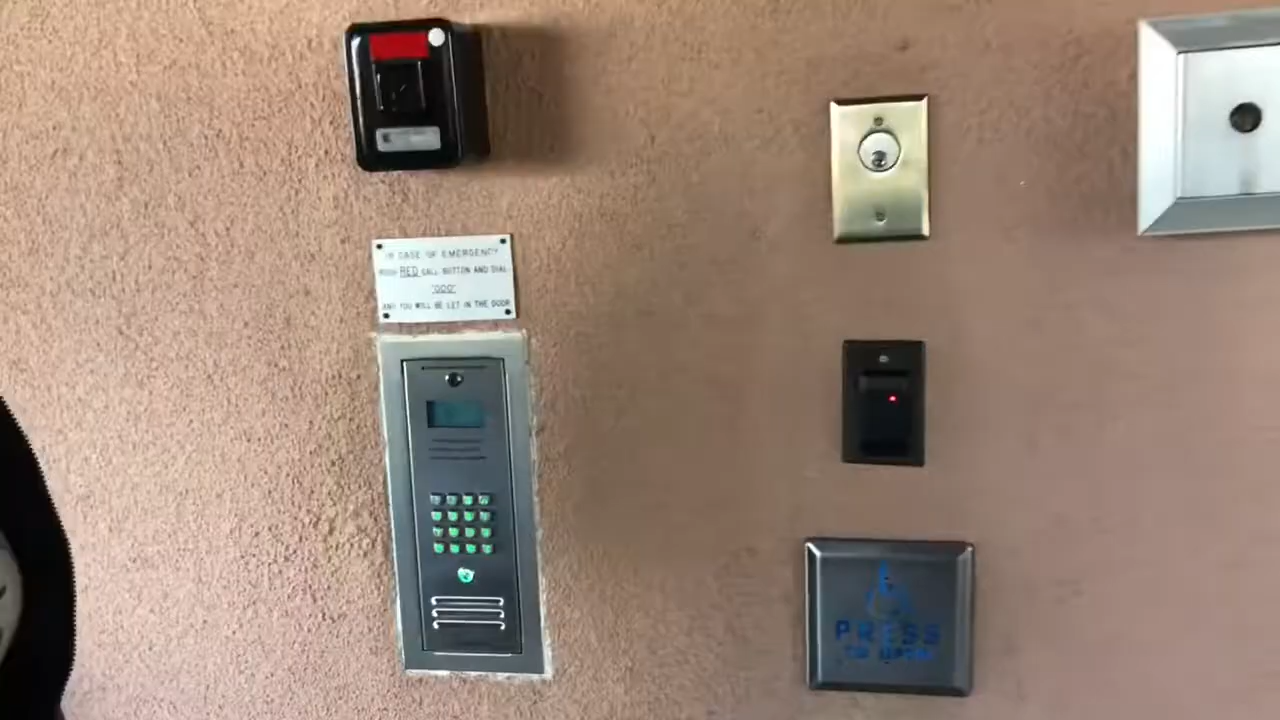 IN CASE OF EMERGENCY
PUSH RED CALL BUTTON AND DIAL
"000"
AND YOU WILL BE LET IN THE DOOR
PRESS
TO OPEN